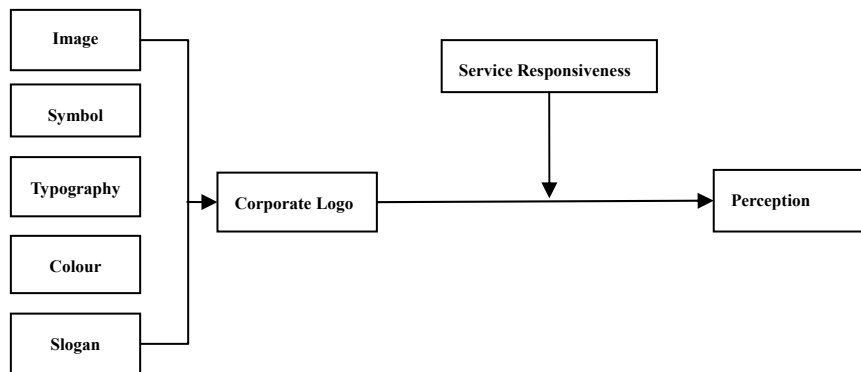 Image
Service Responsiveness
Symbol
Typography
Corporate Logo
Perception
Colour
Slogan